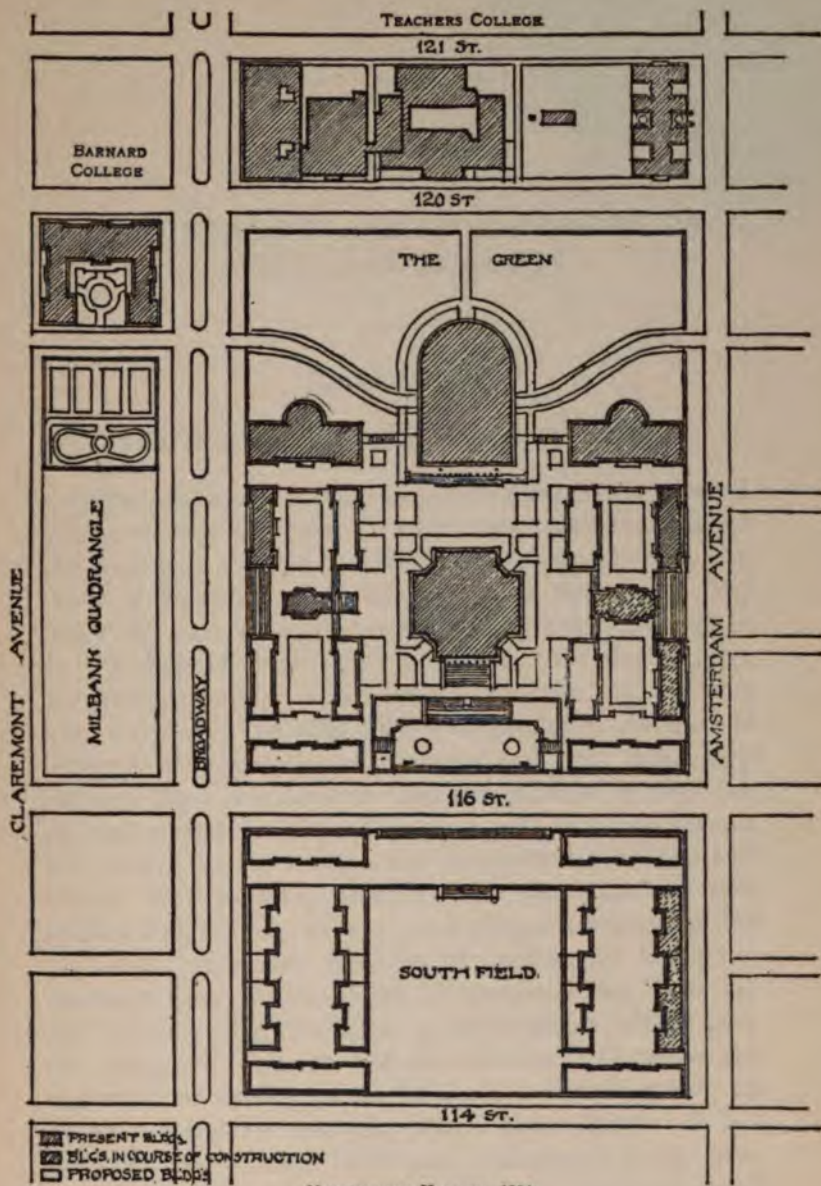 TEACHERS COLLEGE
121 ST.
BARNARD
COLLEGE
120 ST
THE GREEN
CLAREMONT AVENUE
MILBANK QUADRANGLE
BROADWAY
AMSTERDAM AVENUE
116 ST.
SOUTH FIELD.
114 ST.
PRESENT BLDGS.
BLGS. IN COURSE OF CONSTRUCTION
PROPOSED BLDGS